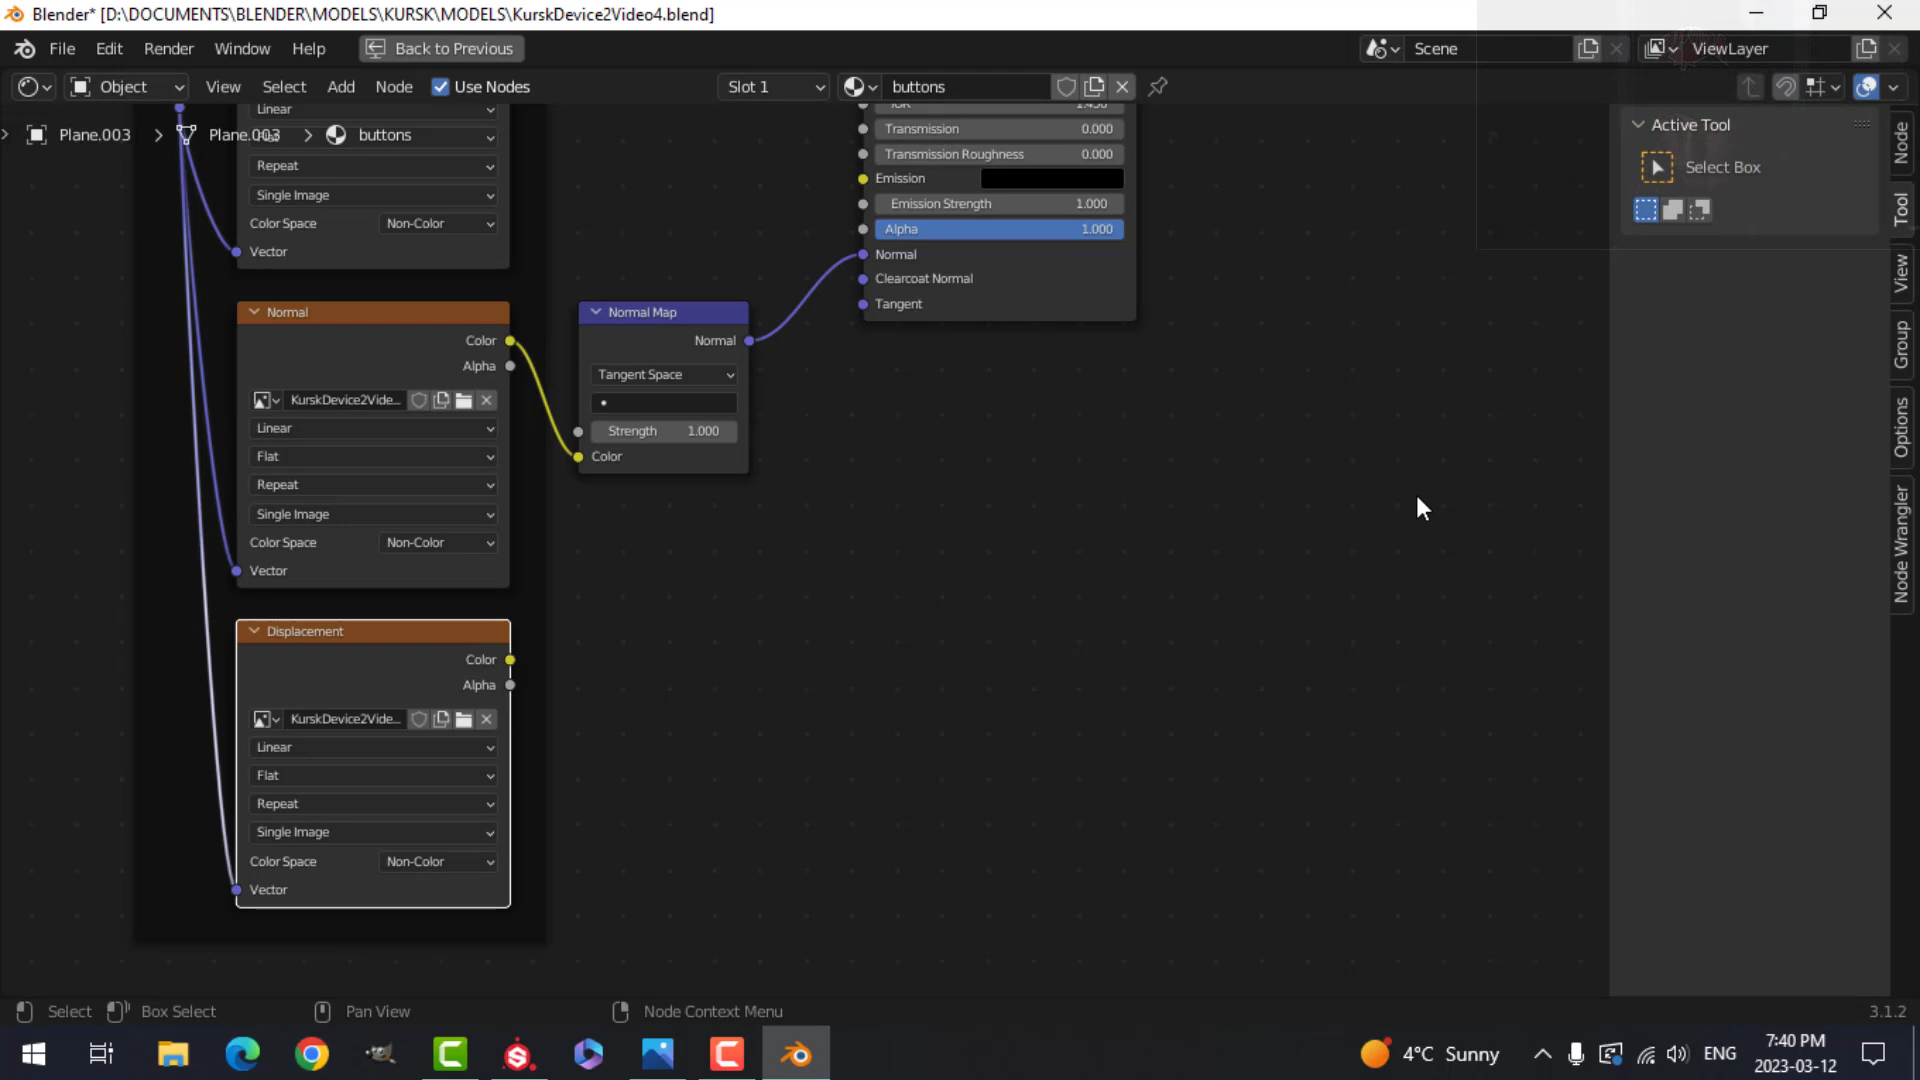 Blender* [D:\DOCUMENTS\BLENDER\MODELS\KURSK\MODELS\KurskDevice2Video4.blend]
File Edit Render Window Help Back to Previous Scene ViewLayer
Object View Select Add Node Use Nodes Slot 1 buttons
Plane.003 > Plane.003 > buttons
Linear
Repeat
Single Image
Color Space Non-Color
Vector
Normal
Color
Alpha
KurskDevice2Vide...
Linear
Flat
Repeat
Single Image
Color Space Non-Color
Vector
Displacement
Color
Alpha
KurskDevice2Vide...
Linear
Flat
Repeat
Single Image
Color Space Non-Color
Vector
Normal Map
Normal
Tangent Space
Strength 1.000
Color
IOR 1.450
Transmission 0.000
Transmission Roughness 0.000
Emission
Emission Strength 1.000
Alpha 1.000
Normal
Clearcoat Normal
Tangent
Active Tool
Select Box
Node
Tool
View
Group
Options
Node Wrangler
Select Box Select Pan View Node Context Menu 3.1.2
4°C Sunny ENG 7:40 PM
2023-03-12